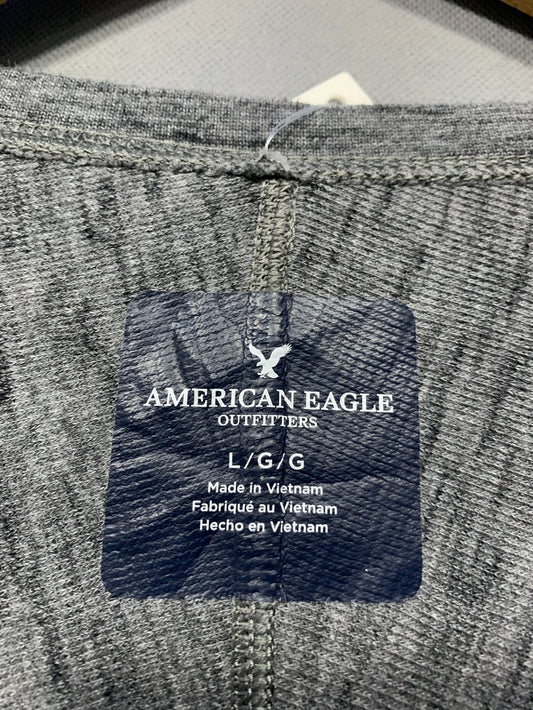 AMERICAN EAGLE
OUTFITTERS
L/G/G
Made in Vietnam
Fabriqué au Vietnam
Hecho en Vietnam